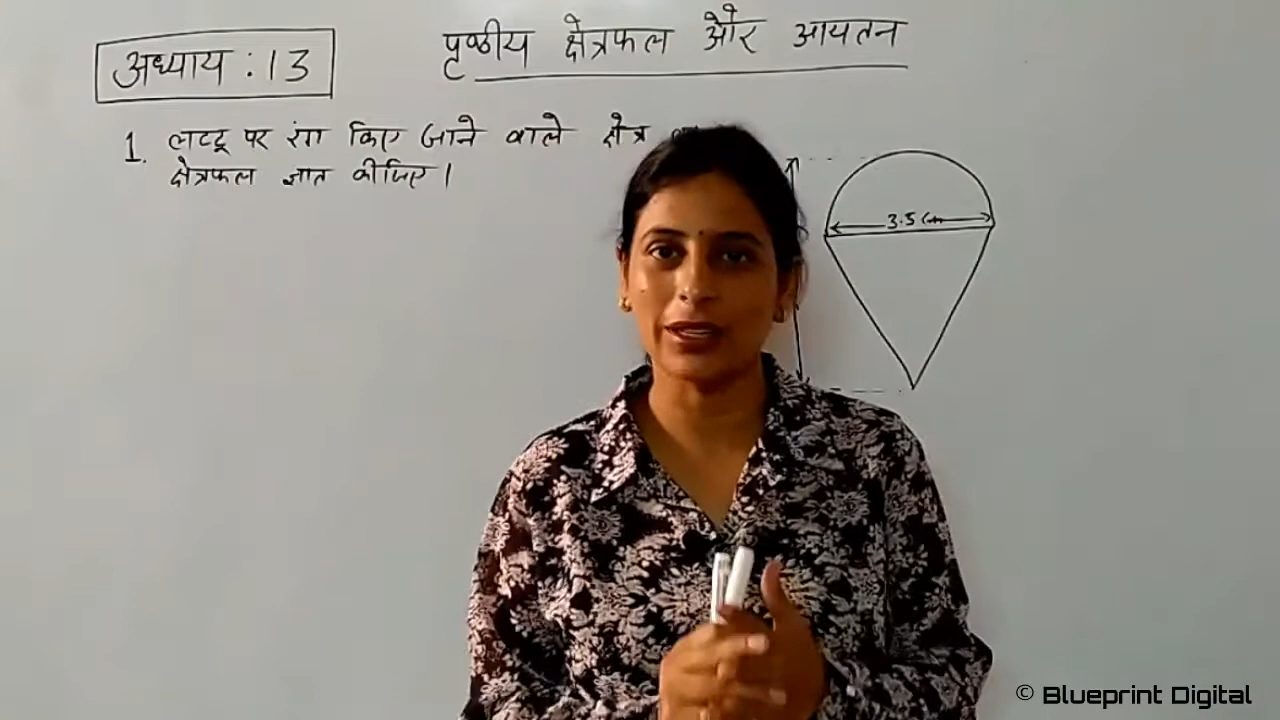 अध्याय : 13
पृष्ठीय क्षेत्रफल और आयतन
1. लट्टू पर रंग किए जाने वाले क्षेत्र
क्षेत्रफल ज्ञात कीजिए।
3.5 cm
© Blueprint Digital